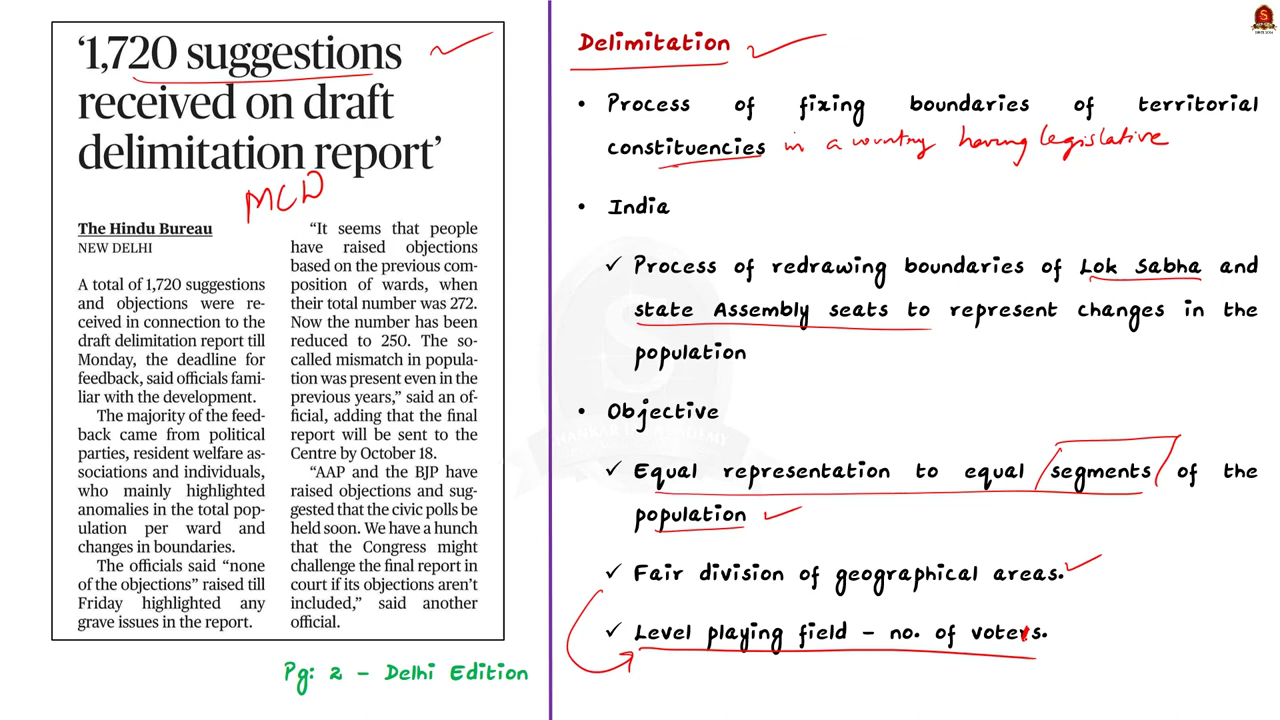 ‘1,720 suggestions
received on draft
delimitation report’
MCD
The Hindu Bureau
NEW DELHI
A total of 1,720 suggestions
and objections were re-
ceived in connection to the
draft delimitation report till
Monday, the deadline for
feedback, said officials fami-
liar with the development.
The majority of the feed-
back came from political
parties, resident welfare as-
sociations and individuals,
who mainly highlighted
anomalies in the total pop-
ulation per ward and
changes in boundaries.
The officials said “none
of the objections” raised till
Friday highlighted any
grave issues in the report.
“It seems that people
have raised objections
based on the previous com-
position of wards, when
their total number was 272.
Now the number has been
reduced to 250. The so-
called mismatch in popula-
tion was present even in the
previous years,” said an of-
ficial, adding that the final
report will be sent to the
Centre by October 18.
“AAP and the BJP have
raised objections and sug-
gested that the civic polls be
held soon. We have a hunch
that the Congress might
challenge the final report in
court if its objections aren’t
included,” said another
official.
Pg: 2 - Delhi Edition
Delimitation
• Process of fixing boundaries of territorial
constituencies in a country having legislative
• India
✓ Process of redrawing boundaries of Lok Sabha and
state Assembly seats to represent changes in the
population
• Objective
✓ Equal representation to equal segments of the
population
✓ Fair division of geographical areas.
✓ Level playing field - no. of voters.